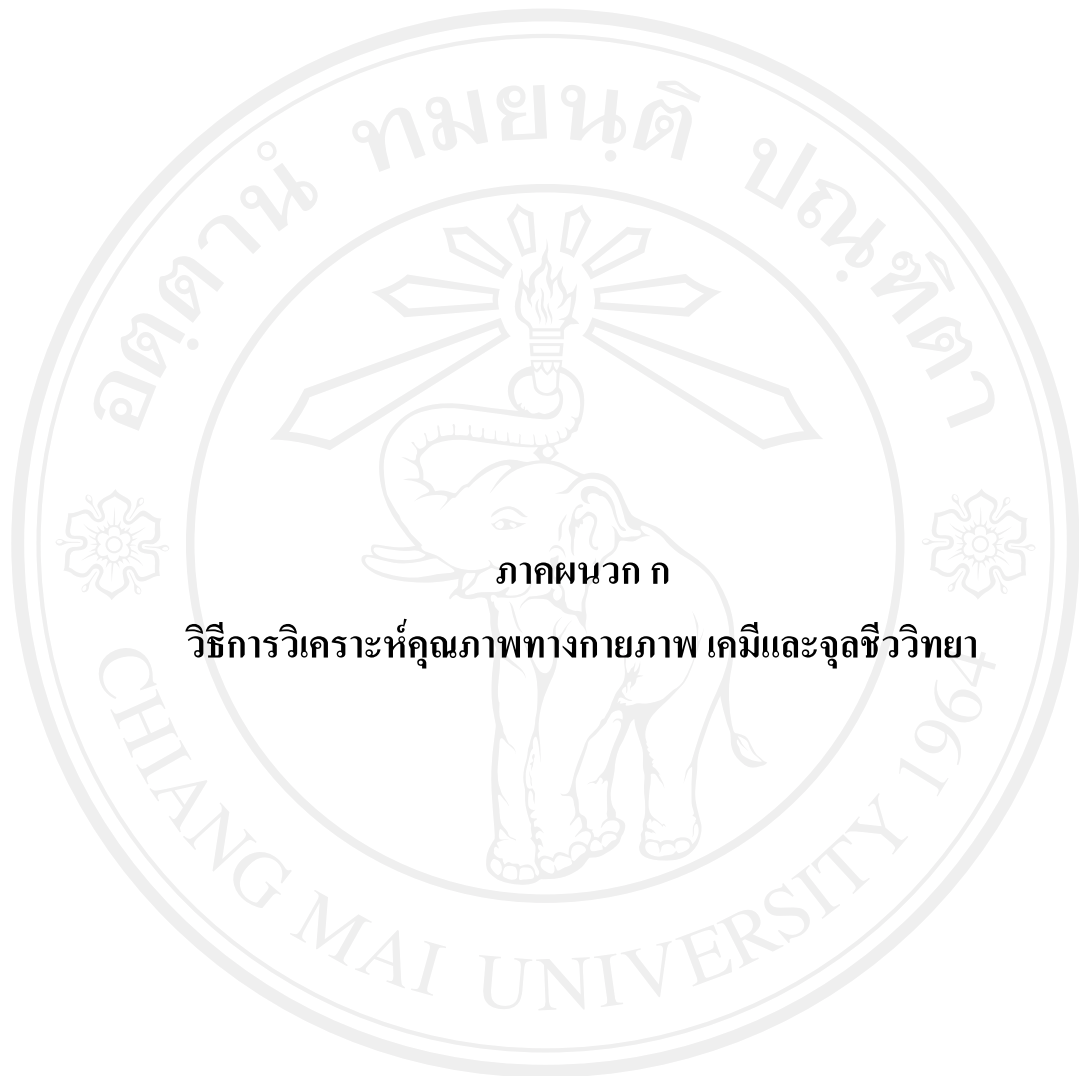 อตฺตานํ ทมยนฺติ ปณฺฑิตา
ภาคผนวก ก
วิธีการวิเคราะห์คุณภาพทางกายภาพ เคมีและจุลชีววิทยา
CHIANG MAI UNIVERSITY 1964